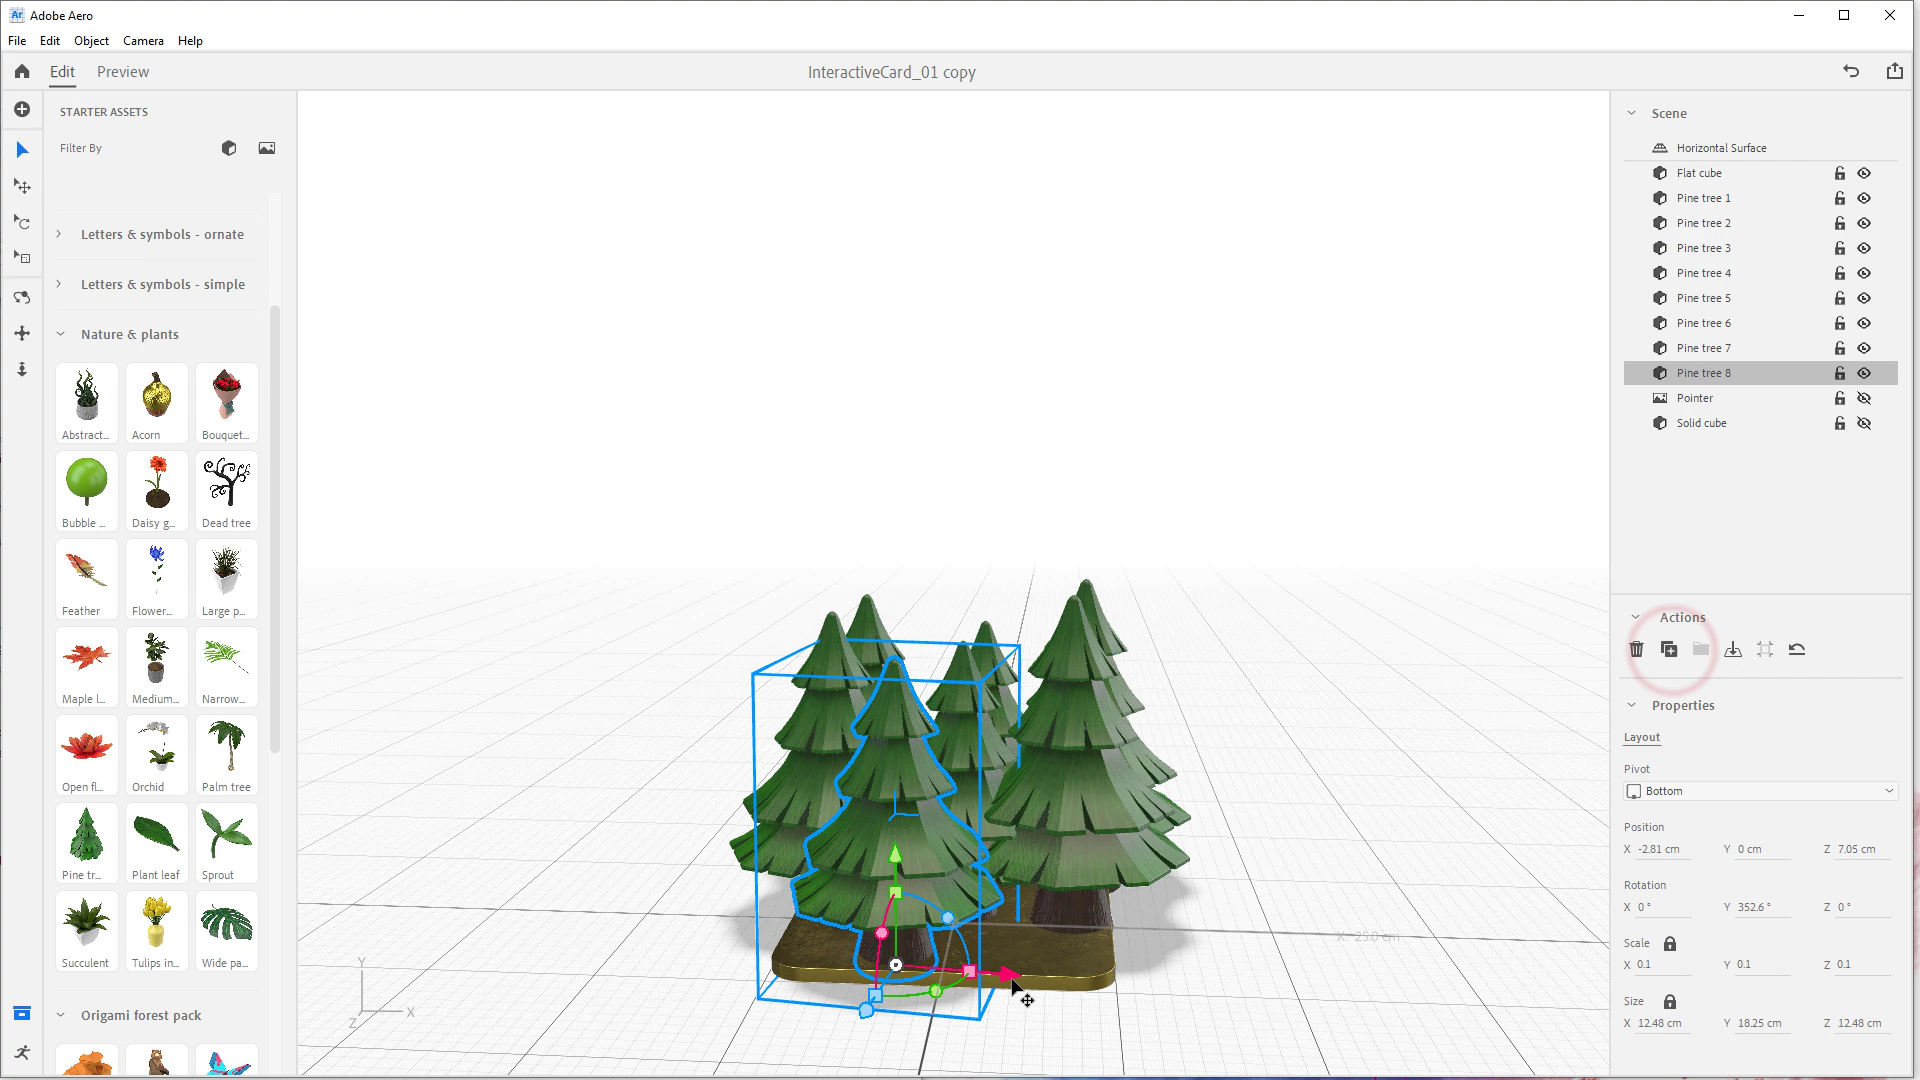 Ar Adobe Aero
File Edit Object Camera Help
Edit Preview InteractiveCard_01 copy
STARTER ASSETS
Filter By
Letters & symbols - ornate
Letters & symbols - simple
Nature & plants
Abstract... Acorn Bouquet...
Bubble ... Daisy g... Dead tree
Feather Flower... Large p...
Maple l... Medium... Narrow...
Open fl... Orchid Palm tree
Pine tr... Plant leaf Sprout
Succulent Tulips in... Wide pa...
Origami forest pack
Y
X
Z
X: -25.0 cm
Scene
Horizontal Surface
Flat cube
Pine tree 1
Pine tree 2
Pine tree 3
Pine tree 4
Pine tree 5
Pine tree 6
Pine tree 7
Pine tree 8
Pointer
Solid cube
Actions
Properties
Layout
Pivot
Bottom
Position
X -2.81 cm Y 0 cm Z 7.05 cm
Rotation
X 0° Y 352.6° Z 0°
Scale
X 0.1 Y 0.1 Z 0.1
Size
X 12.48 cm Y 18.25 cm Z 12.48 cm